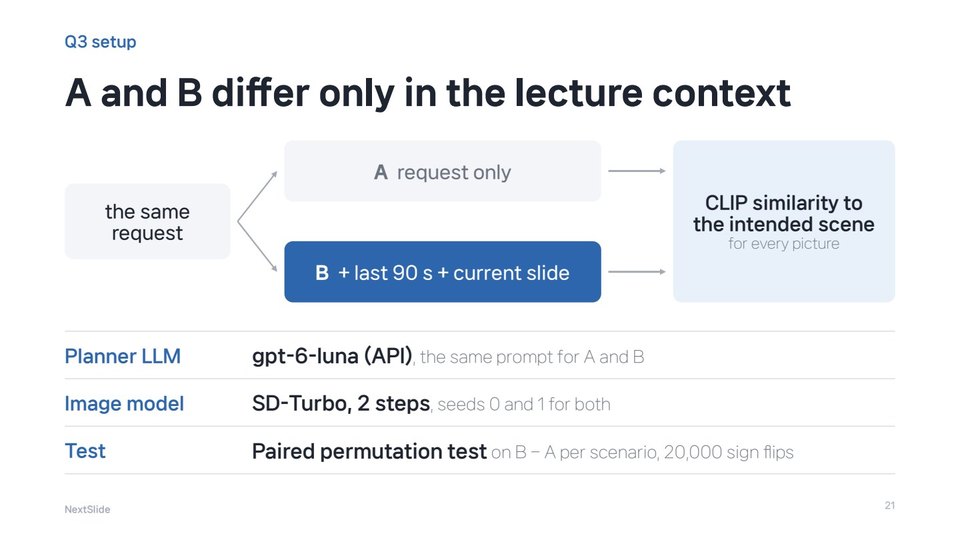 Q3 setup
A and B differ only in the lecture context
the same
request
A request only
B + last 90 s + current slide
CLIP similarity to
the intended scene
for every picture
Planner LLM gpt-6-luna (API), the same prompt for A and B
Image model SD-Turbo, 2 steps, seeds 0 and 1 for both
Test Paired permutation test on B − A per scenario, 20,000 sign flips
NextSlide
21